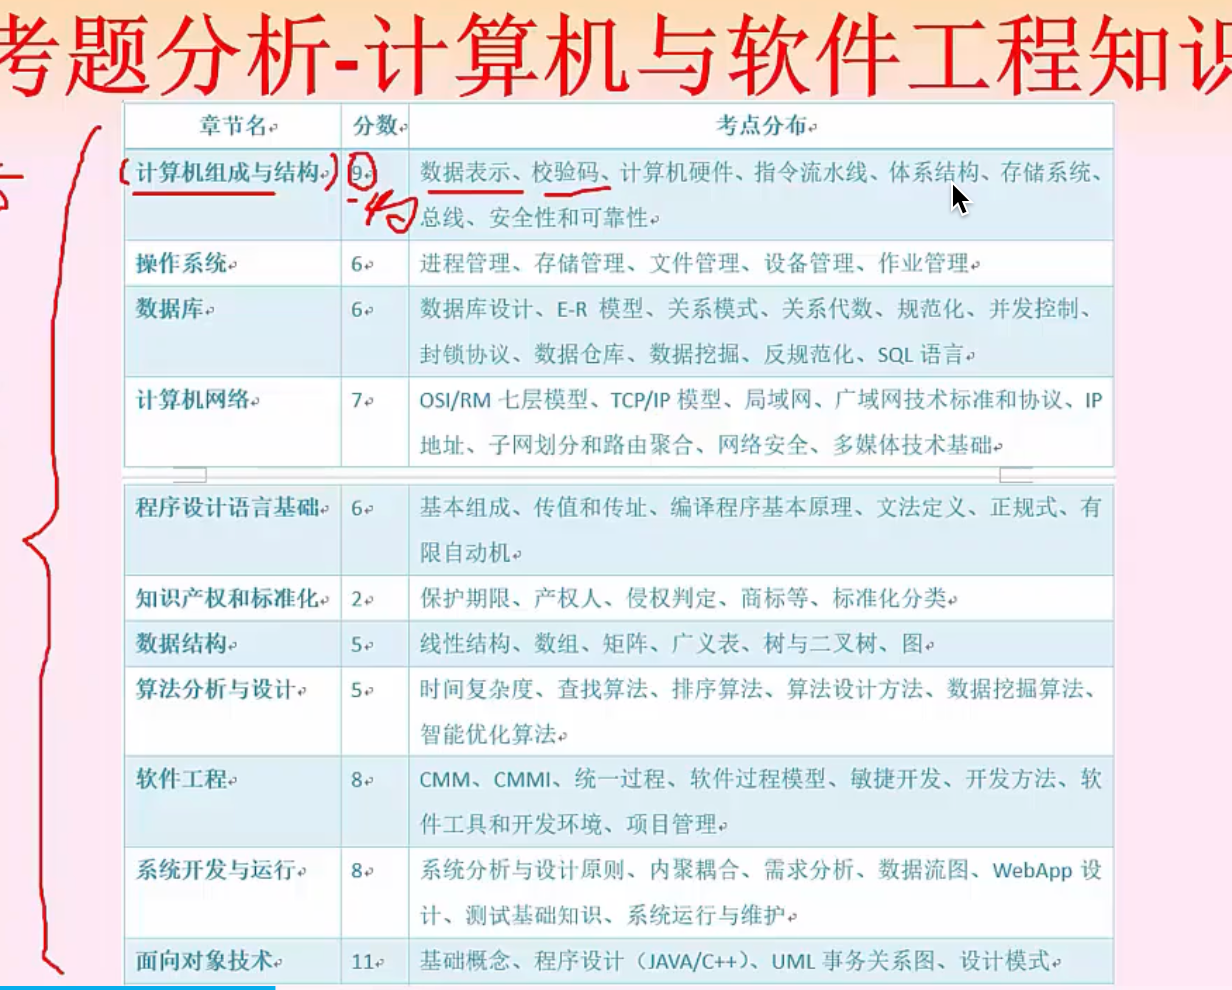 考题分析-计算机与软件工程知识
章节名 分数 考点分布
计算机组成与结构 9 数据表示、校验码、计算机硬件、指令流水线、体系结构、存储系统、
总线、安全性和可靠性
操作系统 6 进程管理、存储管理、文件管理、设备管理、作业管理
数据库 6 数据库设计、E-R 模型、关系模式、关系代数、规范化、并发控制、
封锁协议、数据仓库、数据挖掘、反规范化、SQL 语言
计算机网络 7 OSI/RM 七层模型、TCP/IP 模型、局域网、广域网技术标准和协议、IP
地址、子网划分和路由聚合、网络安全、多媒体技术基础
程序设计语言基础 6 基本组成、传值和传址、编译程序基本原理、文法定义、正规式、有
限自动机
知识产权和标准化 2 保护期限、产权人、侵权判定、商标等、标准化分类
数据结构 5 线性结构、数组、矩阵、广义表、树与二叉树、图
算法分析与设计 5 时间复杂度、查找算法、排序算法、算法设计方法、数据挖掘算法、
智能优化算法
软件工程 8 CMM、CMMI、统一过程、软件过程模型、敏捷开发、开发方法、软
件工具和开发环境、项目管理
系统开发与运行 8 系统分析与设计原则、内聚耦合、需求分析、数据流图、WebApp 设
计、测试基础知识、系统运行与维护
面向对象技术 11 基础概念、程序设计（JAVA/C++）、UML 事务关系图、设计模式